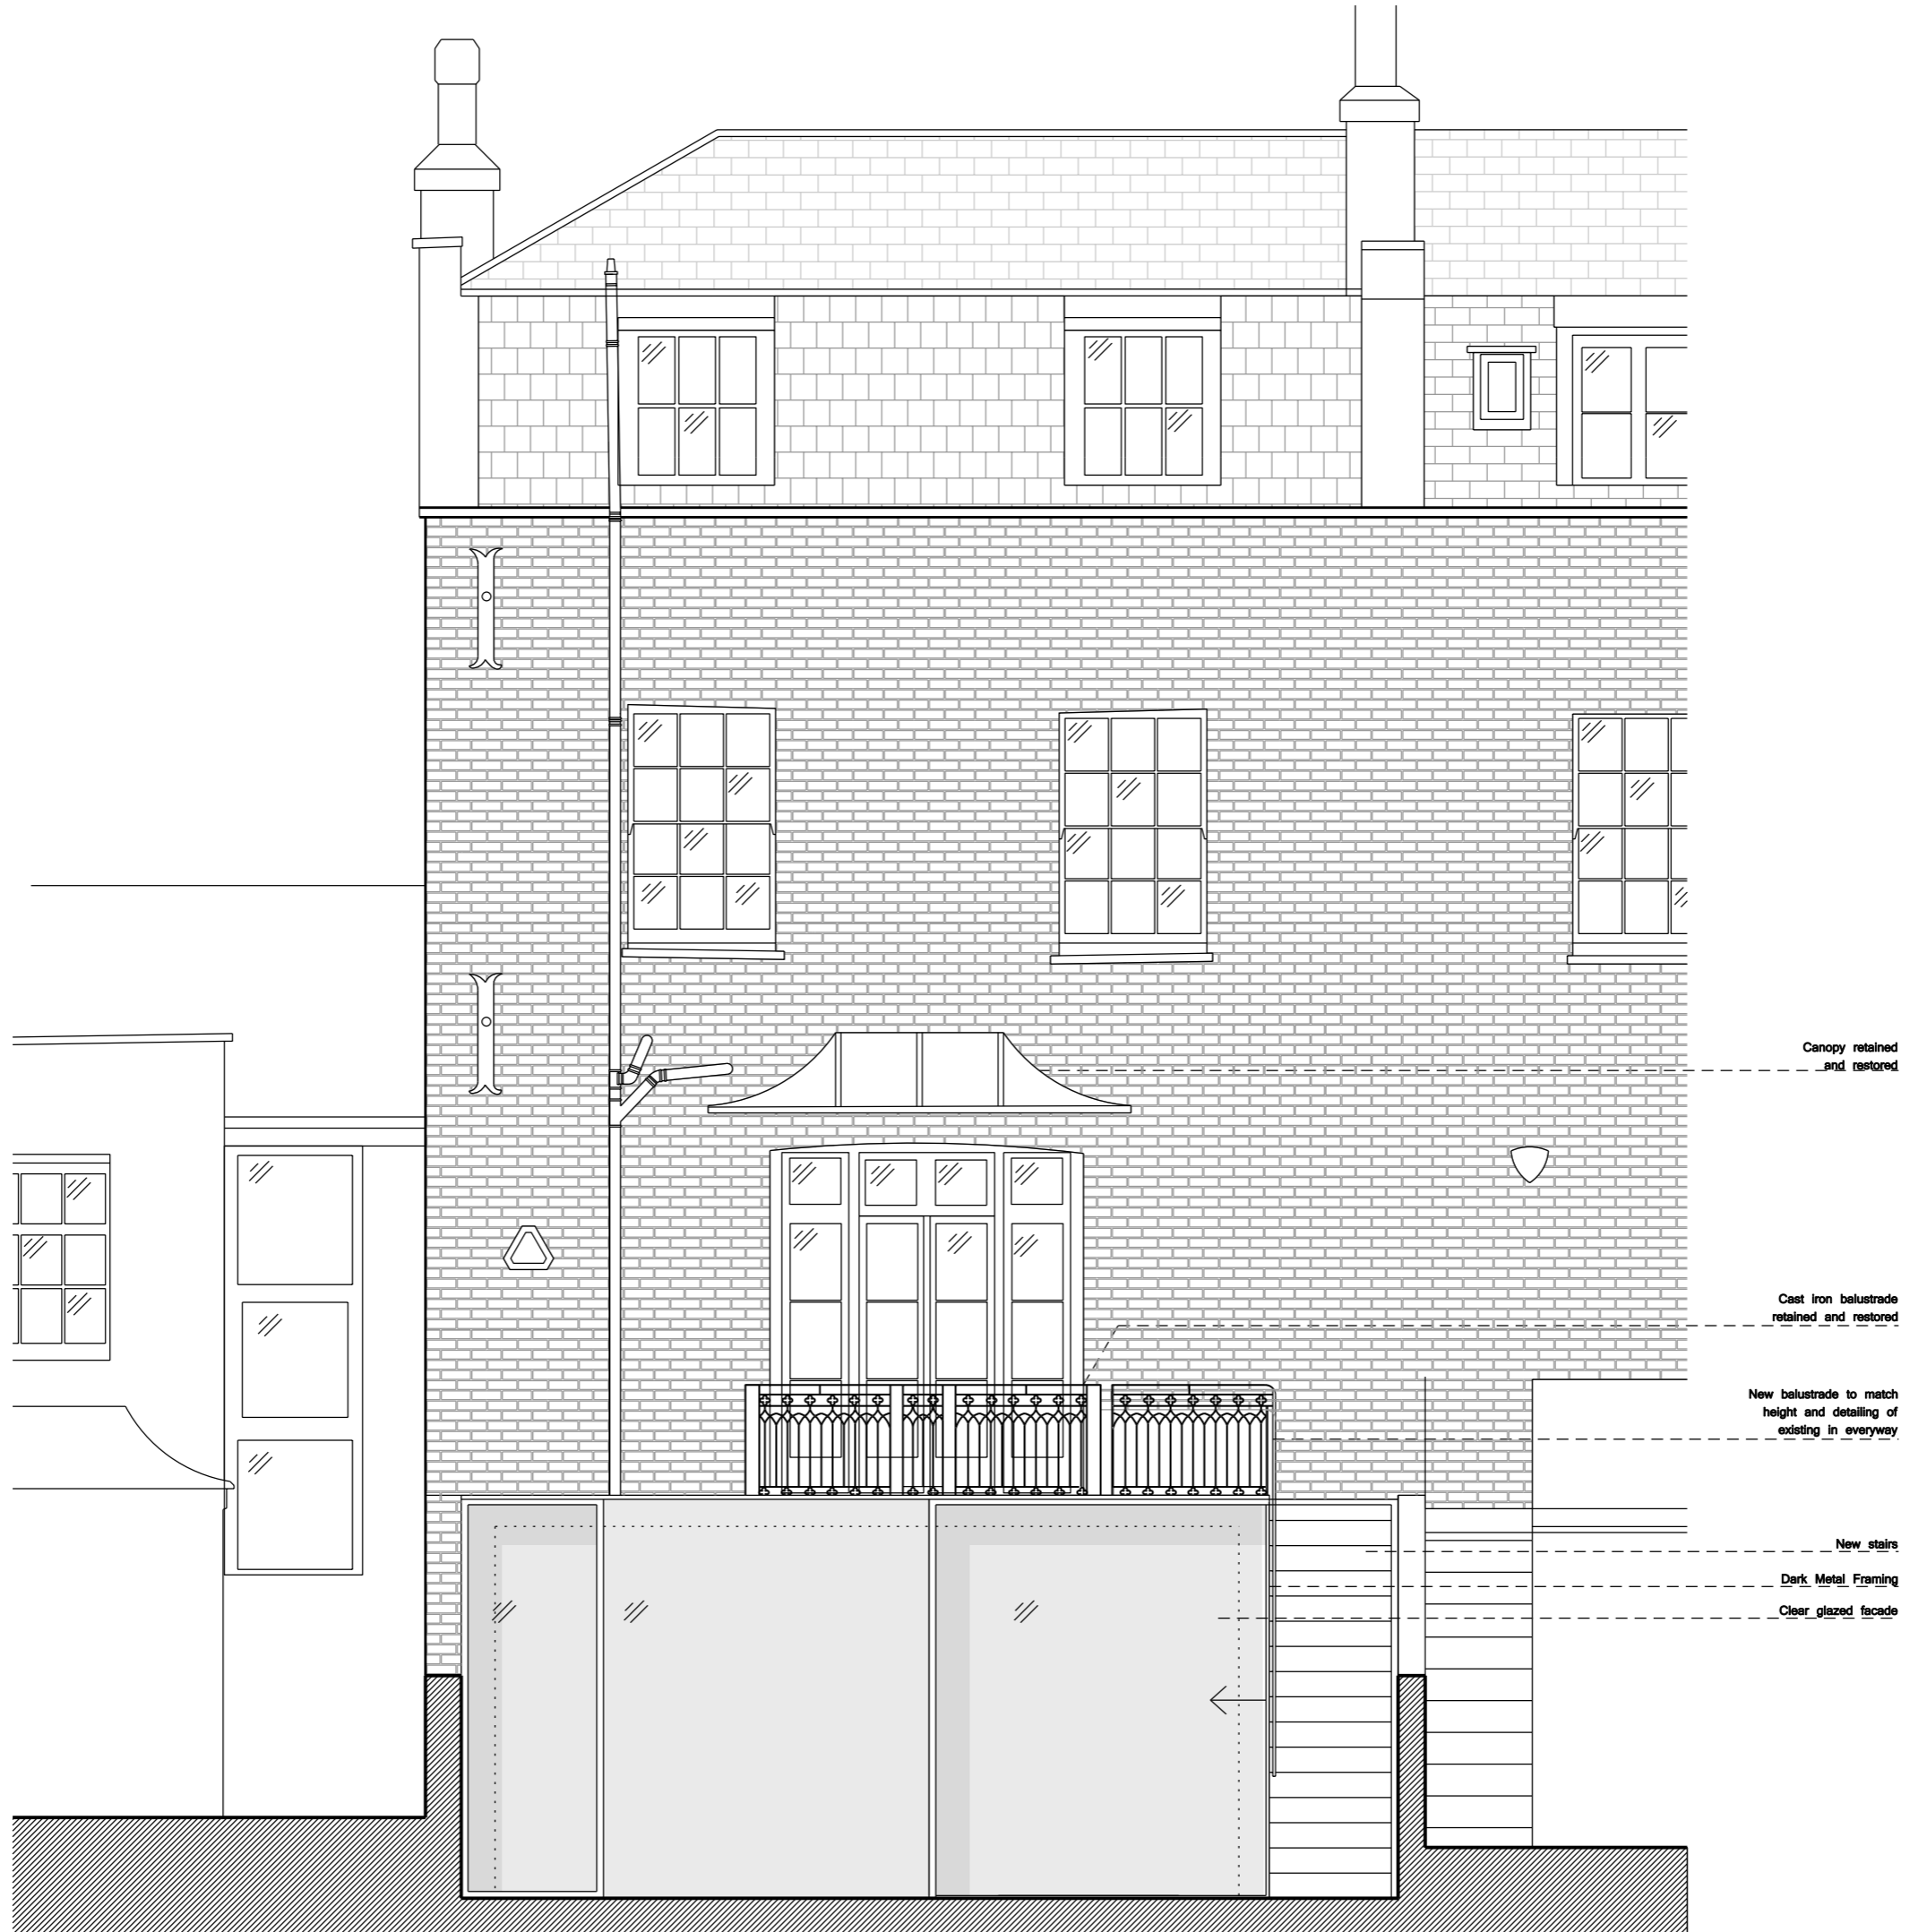 Canopy retained
and restored
Cast iron balustrade
retained and restored
New balustrade to match
height and detailing of
existing in everyway
New stairs
Dark Metal Framing
Clear glazed facade